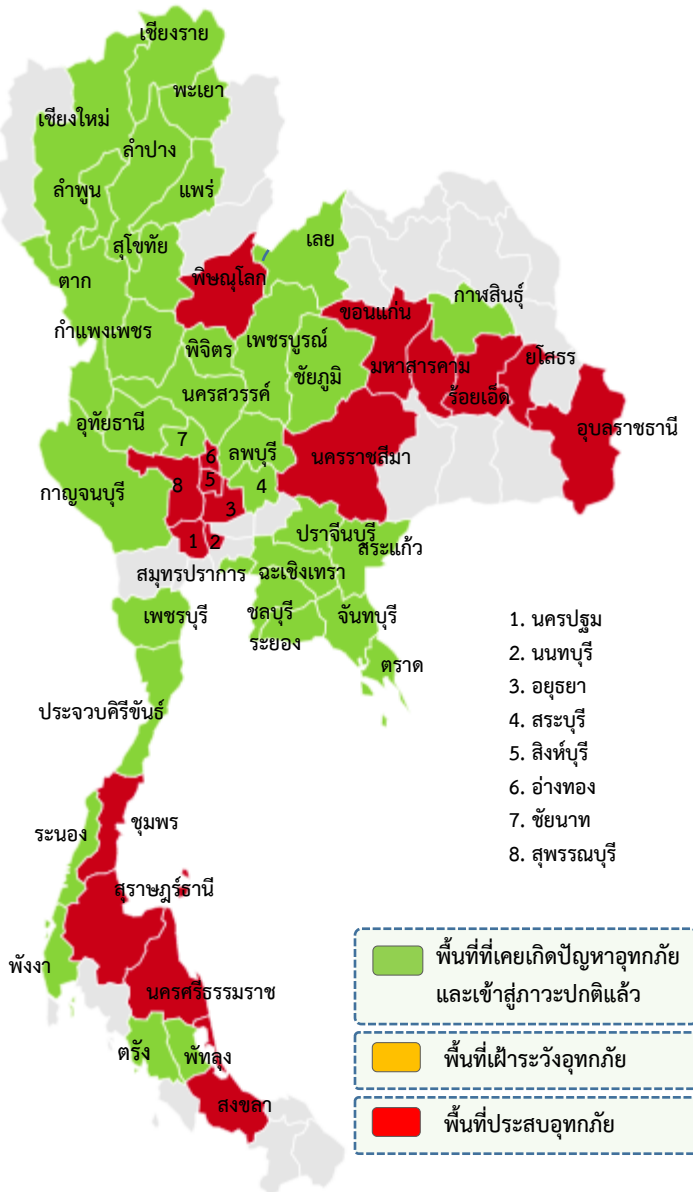 เชียงราย
พะเยา
เชียงใหม่
ลำปาง
ลำพูน
แพร่
สุโขทัย
เลย
ตาก
พิษณุโลก
กาฬสินธุ์
ขอนแก่น
กำแพงเพชร
เพชรบูรณ์
พิจิตร
มหาสารคาม
ยโสธร
ชัยภูมิ
นครสวรรค์
ร้อยเอ็ด
อุทัยธานี
อุบลราชธานี
7
6
ลพบุรี
นครราชสีมา
กาญจนบุรี
8
5
4
3
ปราจีนบุรี
1
2
สระแก้ว
สมุทรปราการ
ฉะเชิงเทรา
เพชรบุรี
ชลบุรี
จันทบุรี
ระยอง
ตราด
ประจวบคิรีขันธ์
1. นครปฐม
2. นนทบุรี
3. อยุธยา
4. สระบุรี
5. สิงห์บุรี
6. อ่างทอง
7. ชัยนาท
8. สุพรรณบุรี
ชุมพร
ระนอง
สุราษฎร์ธานี
พังงา
นครศรีธรรมราช
ตรัง
พัทลุง
สงขลา
พื้นที่ที่เคยเกิดปัญหาอุทกภัย
และเข้าสู่ภาวะปกติแล้ว
พื้นที่เฝ้าระวังอุทกภัย
พื้นที่ประสบอุทกภัย